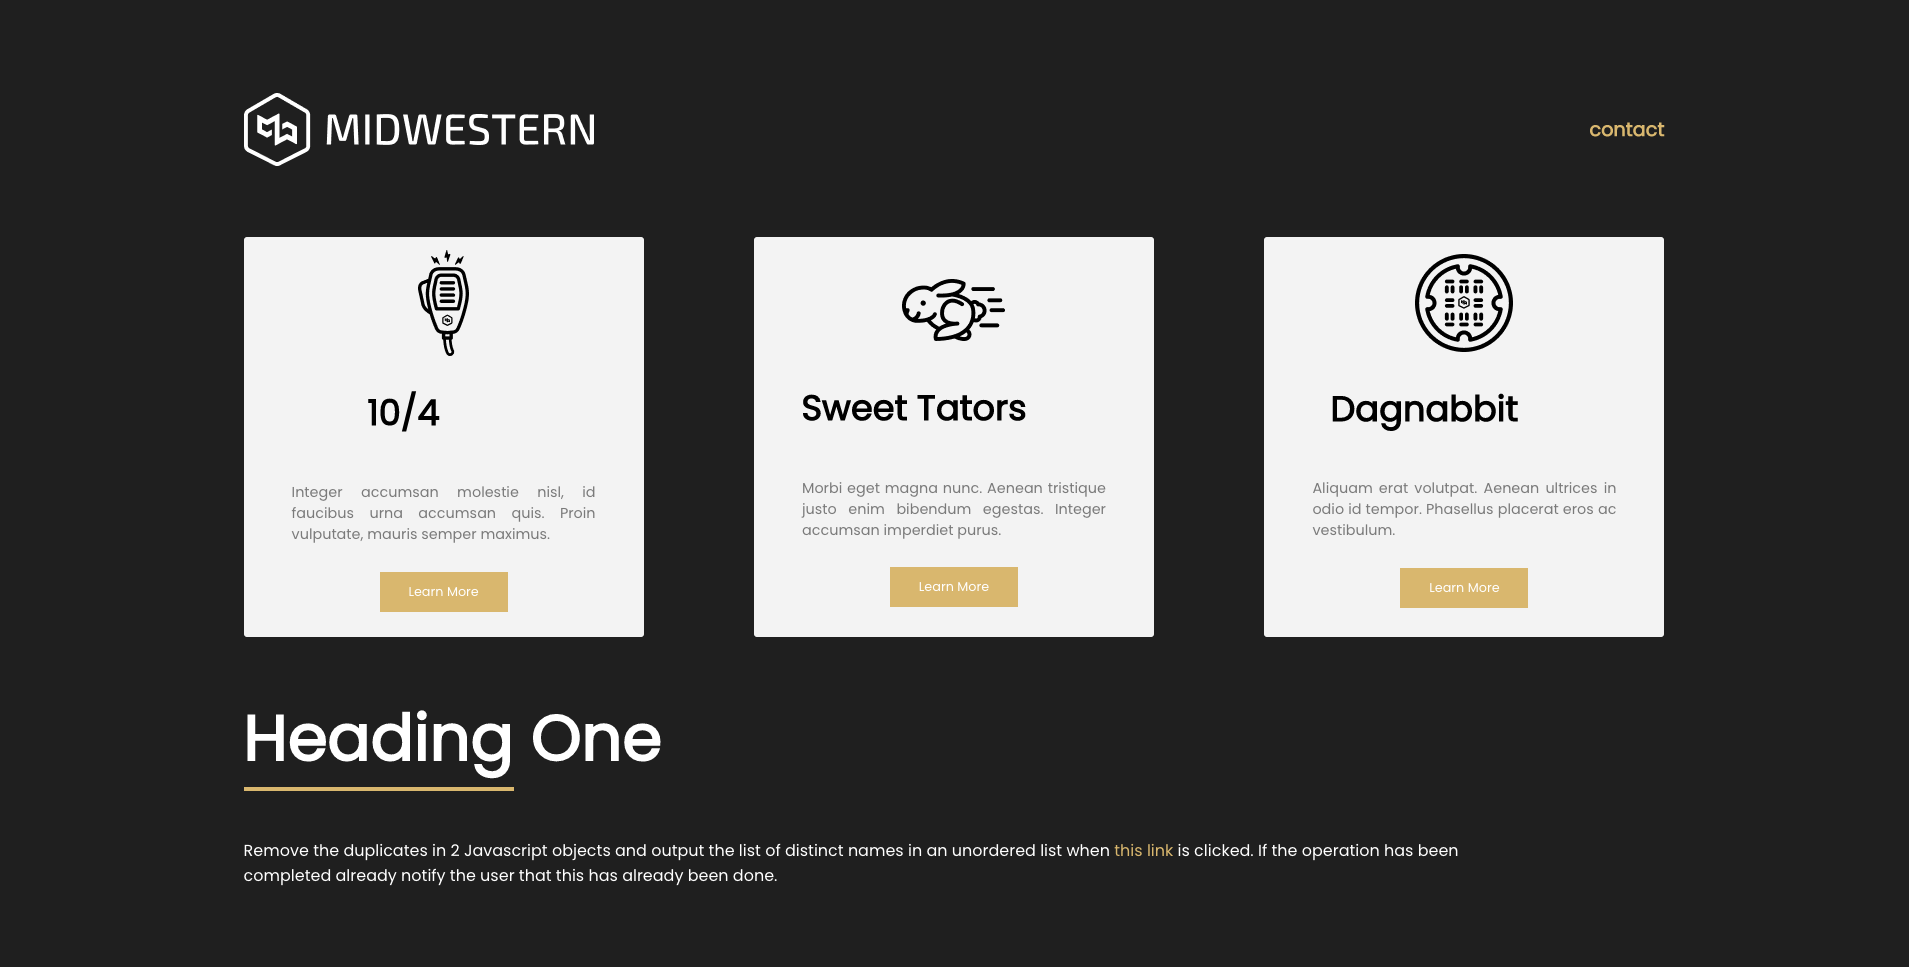 MIDWESTERN
contact
10/4
Integer accumsan molestie nisl, id
faucibus urna accumsan quis. Proin
vulputate, mauris semper maximus.
Learn More
Sweet Tators
Morbi eget magna nunc. Aenean tristique
justo enim bibendum egestas. Integer
accumsan imperdiet purus.
Learn More
Dagnabbit
Aliquam erat volutpat. Aenean ultrices in
odio id tempor. Phasellus placerat eros ac
vestibulum.
Learn More
Heading One
Remove the duplicates in 2 Javascript objects and output the list of distinct names in an unordered list when this link is clicked. If the operation has been
completed already notify the user that this has already been done.